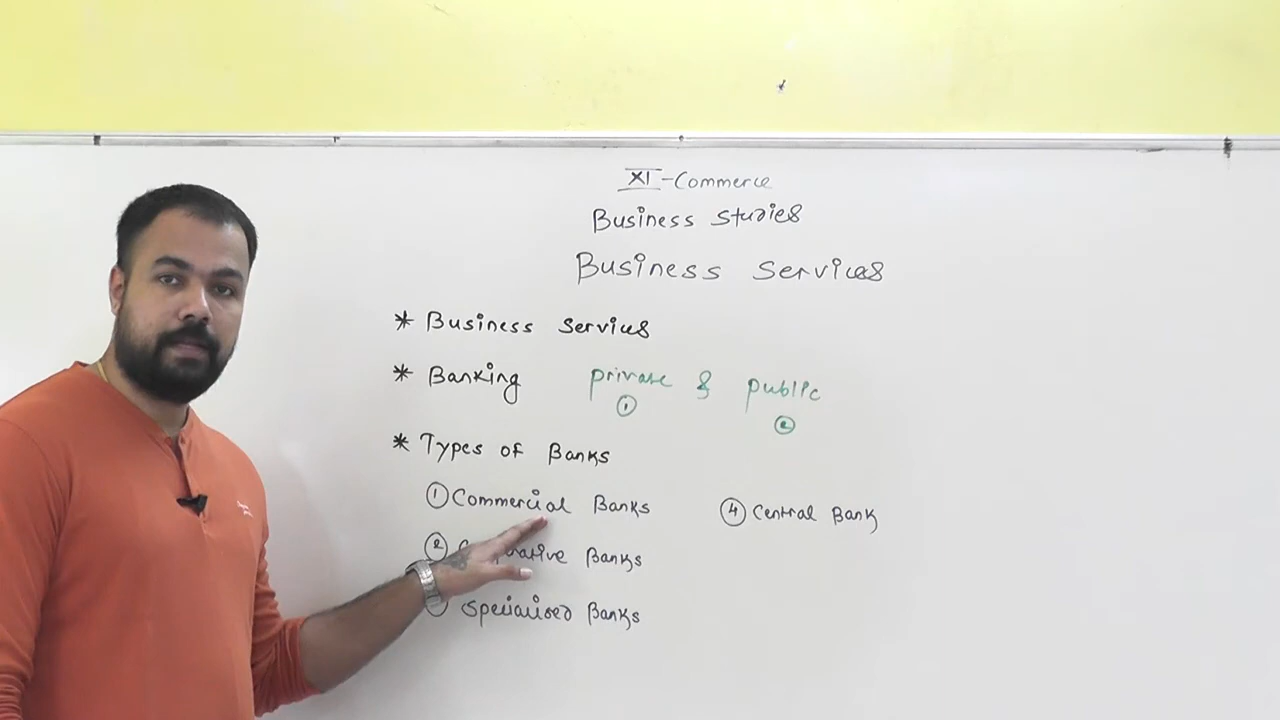 XI-Commerce
Business Studies
Business Services
* Business Services
* Banking private & public
① ②
* Types of Banks
① Commercial Banks ④ Central Bank
② Banks
Specialised Banks